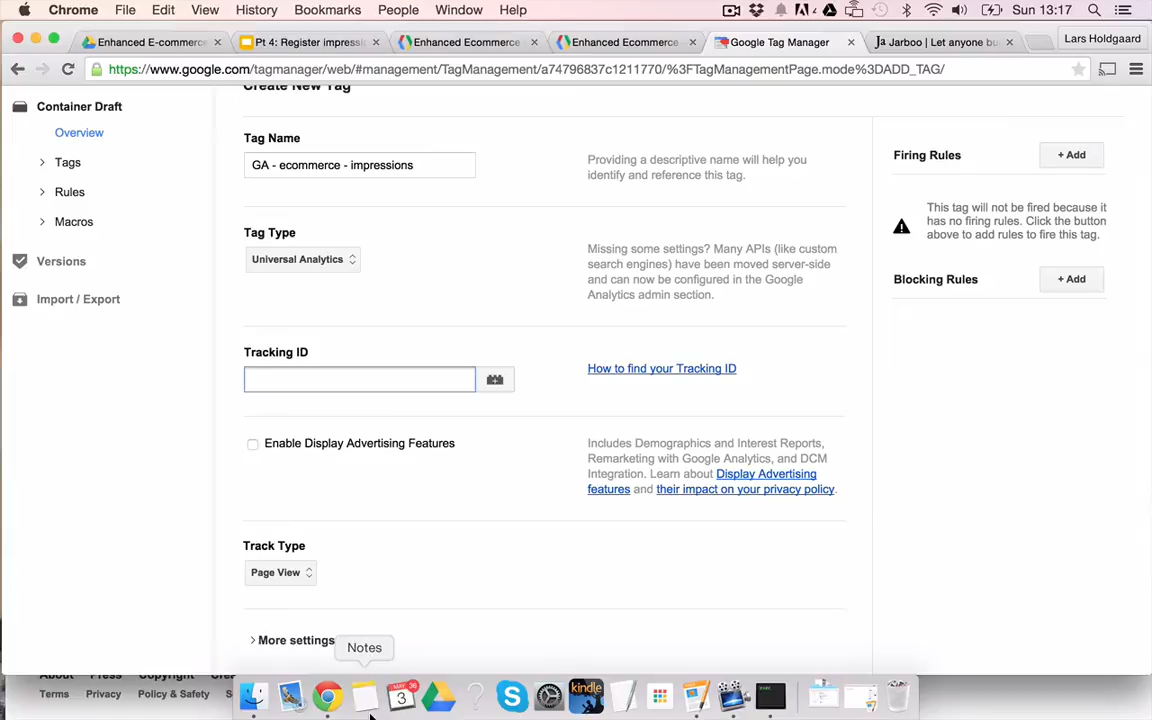 Chrome File Edit View History Bookmarks People Window Help Sun 13:17
Enhanced E-commerce Pt 4: Register impressi Enhanced Ecommerce Enhanced Ecommerce Google Tag Manager Jarboo | Let anyone bu Lars Holdgaard
https://www.google.com/tagmanager/web/#management/TagManagement/a74796837c1211770/%3FTagManagementPage.mode%3DADD_TAG/
Container Draft
Overview
Tags
Rules
Macros
Versions
Import / Export
Create New Tag
Tag Name
GA - ecommerce - impressions
Providing a descriptive name will help you
identify and reference this tag.
Tag Type
Universal Analytics
Missing some settings? Many APIs (like custom
search engines) have been moved server-side
and can now be configured in the Google
Analytics admin section.
Tracking ID
How to find your Tracking ID
Enable Display Advertising Features
Includes Demographics and Interest Reports,
Remarketing with Google Analytics, and DCM
Integration. Learn about Display Advertising
features and their impact on your privacy policy.
Track Type
Page View
More settings
Firing Rules
+ Add
This tag will not be fired because it
has no firing rules. Click the button
above to add rules to fire this tag.
Blocking Rules
+ Add
Notes
About Press Copyright
Terms Privacy Policy & Safety
MAY
3
36
kindle